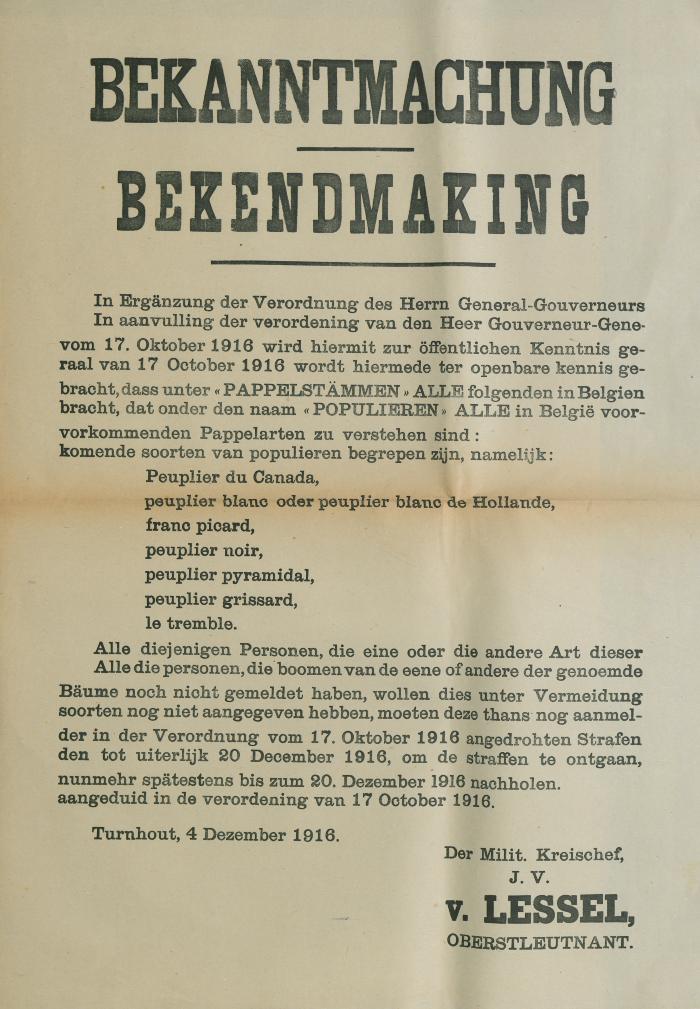 BEKANNTMACHUNG
BEKENDMAKING
In Ergänzung der Verordnung des Herrn General-Gouverneurs
In aanvulling der verordening van den Heer Gouverneur-Gene-
vom 17. Oktober 1916 wird hiermit zur öffentlichen Kenntnis ge-
raal van 17 October 1916 wordt hiermede ter openbare kennis ge-
bracht, dass unter « PAPPELSTÄMMEN » ALLE folgenden in Belgien
bracht, dat onder den naam « POPULIEREN » ALLE in België voor-
vorkommenden Pappelarten zu verstehen sind :
komende soorten van populieren begrepen zijn, namelijk :
Peuplier du Canada,
peuplier blanc oder peuplier blanc de Hollande,
franc picard,
peuplier noir,
peuplier pyramidal,
peuplier grissard,
le tremble.
Alle diejenigen Personen, die eine oder die andere Art dieser
Alle die personen, die boomen van de eene of andere der genoemde
Bäume noch nicht gemeldet haben, wollen dies unter Vermeidung
soorten nog niet aangegeven hebben, moeten deze thans nog aanmel-
der in der Verordnung vom 17. Oktober 1916 angedrohten Strafen
den tot uiterlijk 20 December 1916, om de straffen te ontgaan,
nunmehr spätestens bis zum 20. Dezember 1916 nachholen.
aangeduid in de verordening van 17 October 1916.
Turnhout, 4 Dezember 1916.
Der Milit. Kreischef,
J. V.
v. LESSEL,
OBERSTLEUTNANT.